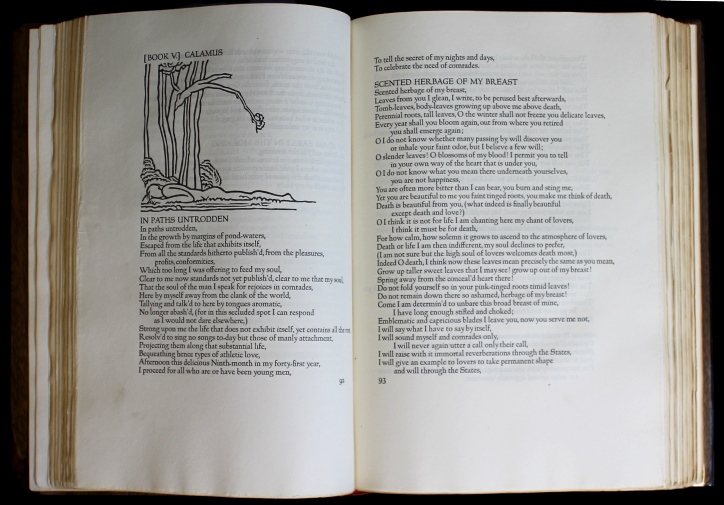 [BOOK V.] CALAMUS
IN PATHS UNTRODDEN
In paths untrodden,
In the growth by margins of pond-waters,
Escaped from the life that exhibits itself,
From all the standards hitherto publish'd, from the pleasures,
profits, conformities,
Which too long I was offering to feed my soul,
Clear to me now standards not yet publish'd, clear to me that my soul,
That the soul of the man I speak for rejoices in comrades,
Here by myself away from the clank of the world,
Tallying and talk'd to here by tongues aromatic,
No longer abash'd, (for in this secluded spot I can respond
as I would not dare elsewhere,)
Strong upon me the life that does not exhibit itself, yet contains all the rest,
Resolv'd to sing no songs to-day but those of manly attachment,
Projecting them along that substantial life,
Bequeathing hence types of athletic love,
Afternoon this delicious Ninth-month in my forty-first year,
I proceed for all who are or have been young men,
92
To tell the secret of my nights and days,
To celebrate the need of comrades.
SCENTED HERBAGE OF MY BREAST
Scented herbage of my breast,
Leaves from you I glean, I write, to be perused best afterwards,
Tomb-leaves, body-leaves growing up above me above death,
Perennial roots, tall leaves, O the winter shall not freeze you delicate leaves,
Every year shall you bloom again, out from where you retired
you shall emerge again;
O I do not know whether many passing by will discover you
or inhale your faint odor, but I believe a few will;
O slender leaves! O blossoms of my blood! I permit you to tell
in your own way of the heart that is under you,
O I do not know what you mean there underneath yourselves,
you are not happiness,
You are often more bitter than I can bear, you burn and sting me,
Yet you are beautiful to me you faint tinged roots, you make me think of death,
Death is beautiful from you, (what indeed is finally beautiful
except death and love?)
O I think it is not for life I am chanting here my chant of lovers,
I think it must be for death,
For how calm, how solemn it grows to ascend to the atmosphere of lovers,
Death or life I am then indifferent, my soul declines to prefer,
(I am not sure but the high soul of lovers welcomes death most,)
Indeed O death, I think now these leaves mean precisely the same as you mean,
Grow up taller sweet leaves that I may see! grow up out of my breast!
Spring away from the conceal'd heart there!
Do not fold yourself so in your pink-tinged roots timid leaves!
Do not remain down there so ashamed, herbage of my breast!
Come I am determin'd to unbare this broad breast of mine,
I have long enough stifled and choked;
Emblematic and capricious blades I leave you, now you serve me not,
I will say what I have to say by itself,
I will sound myself and comrades only,
I will never again utter a call only their call,
I will raise with it immortal reverberations through the States,
I will give an example to lovers to take permanent shape
and will through the States,
93